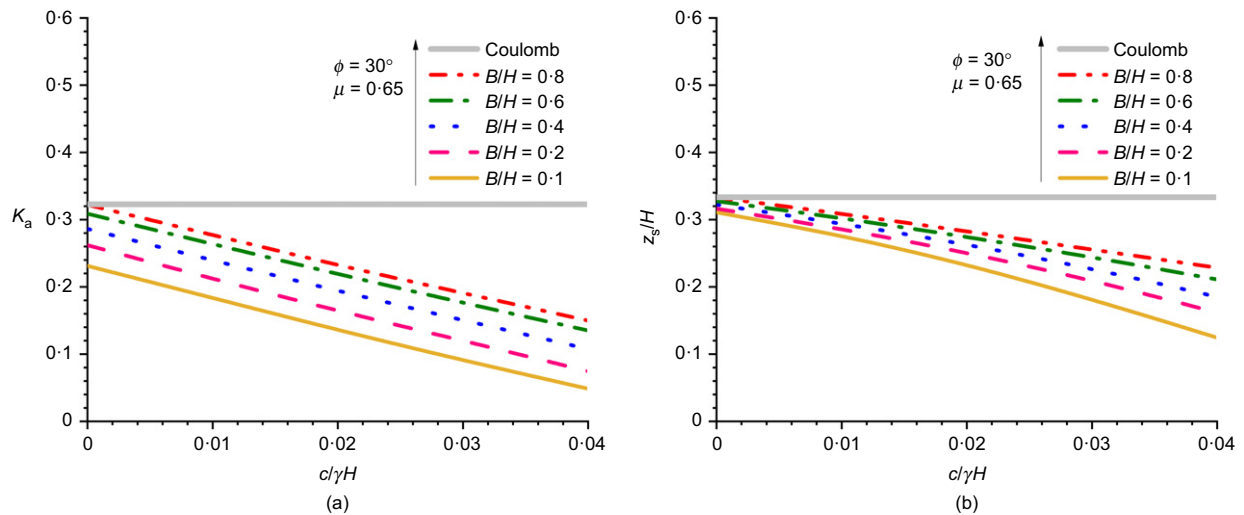 0·6
0·5
0·4
0·3
0·2
0·1
0
Kₐ
ϕ = 30°
μ = 0·65
Coulomb
B/H = 0·8
B/H = 0·6
B/H = 0·4
B/H = 0·2
B/H = 0·1
0 0·01 0·02 0·03 0·04
c/γH
(a)
0·6
0·5
0·4
0·3
0·2
0·1
0
zₛ/H
ϕ = 30°
μ = 0·65
Coulomb
B/H = 0·8
B/H = 0·6
B/H = 0·4
B/H = 0·2
B/H = 0·1
0 0·01 0·02 0·03 0·04
c/γH
(b)